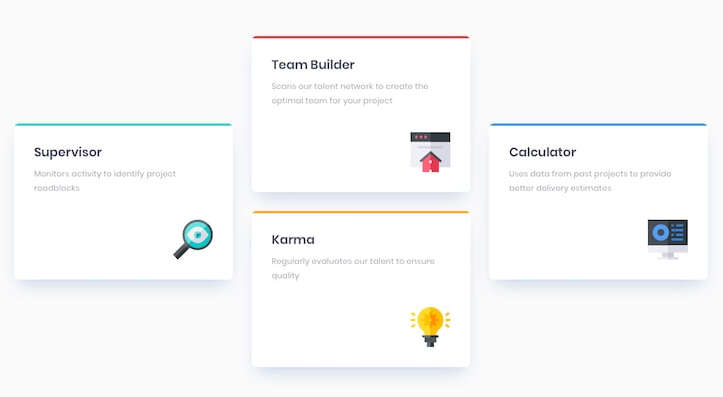 Team Builder
Scans our talent network to create the
optimal team for your project
Supervisor
Monitors activity to identify project
roadblocks
Calculator
Uses data from past projects to provide
better delivery estimates
Karma
Regularly evaluates our talent to ensure
quality